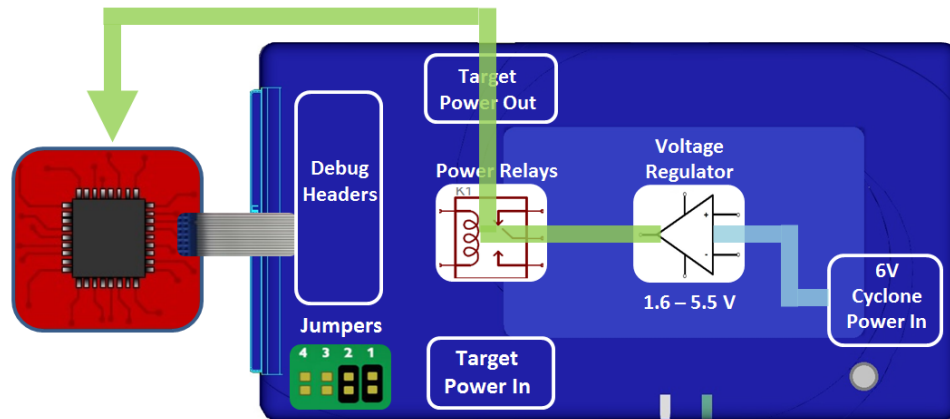 Target
Power Out
Debug
Headers
Power Relays
K1
Voltage
Regulator
+
-
1.6 – 5.5 V
6V
Cyclone
Power In
Jumpers
4 3 2 1
Target
Power In